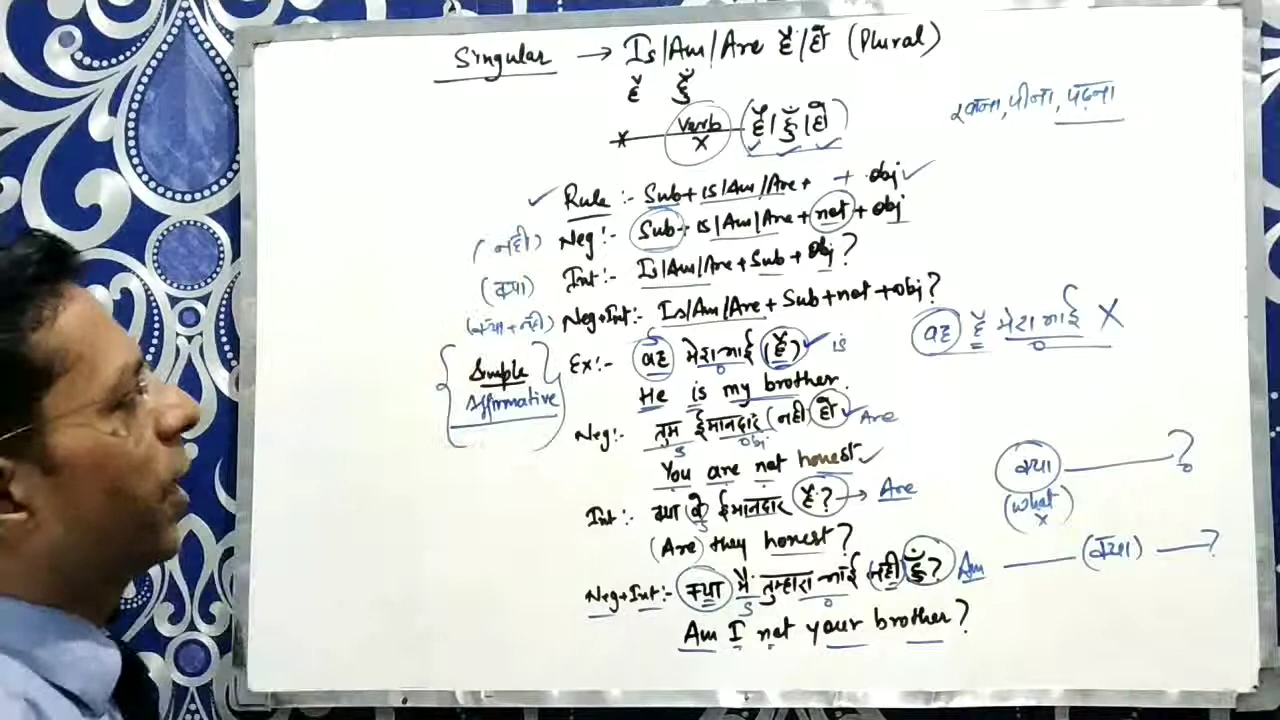 Singular → Is/Am/Are हैं/हो (Plural)
है हूँ
खाना, पीना, पढ़ना
x verb x है/हूँ/हो
Rule :- Sub+ is/Am/Are+ + obj
(नहीं) Neg :- Sub+ is/Am/Are + not + obj
(क्या) Int :- Is/Am/Are + Sub + obj ?
(क्या + नहीं) Neg+Int :- Is/Am/Are + Sub+not+obj?
वह है मेरा भाई X
S O
Simple Affirmative
Ex :- वह मेरा भाई (है) is
O
He is my brother.
Neg :- तुम ईमानदार (नहीं) हो Are
S Obj
You are not honest
क्या ?
(what x)
Int :- क्या वे ईमानदार हैं? → Are
S
(Are) they honest ?
(क्या) ?
Neg+Int :- क्या मैं तुम्हारा भाई (नहीं) हूँ? Am
S O
Am I not your brother ?